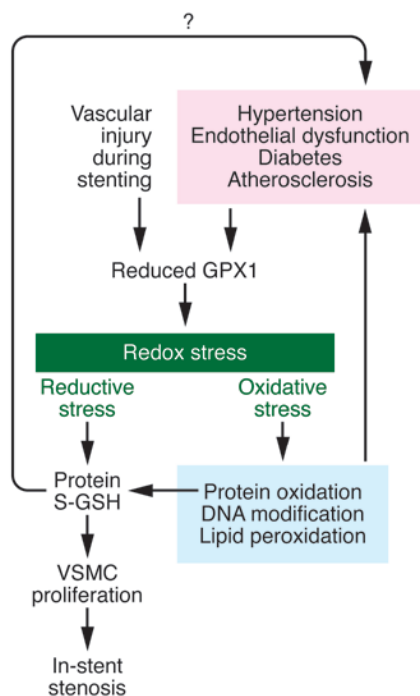 ?
Vascular
injury
during
stenting
Hypertension
Endothelial dysfunction
Diabetes
Atherosclerosis
Reduced GPX1
Redox stress
Reductive
stress
Oxidative
stress
Protein
S-GSH
Protein oxidation
DNA modification
Lipid peroxidation
VSMC
proliferation
In-stent
stenosis